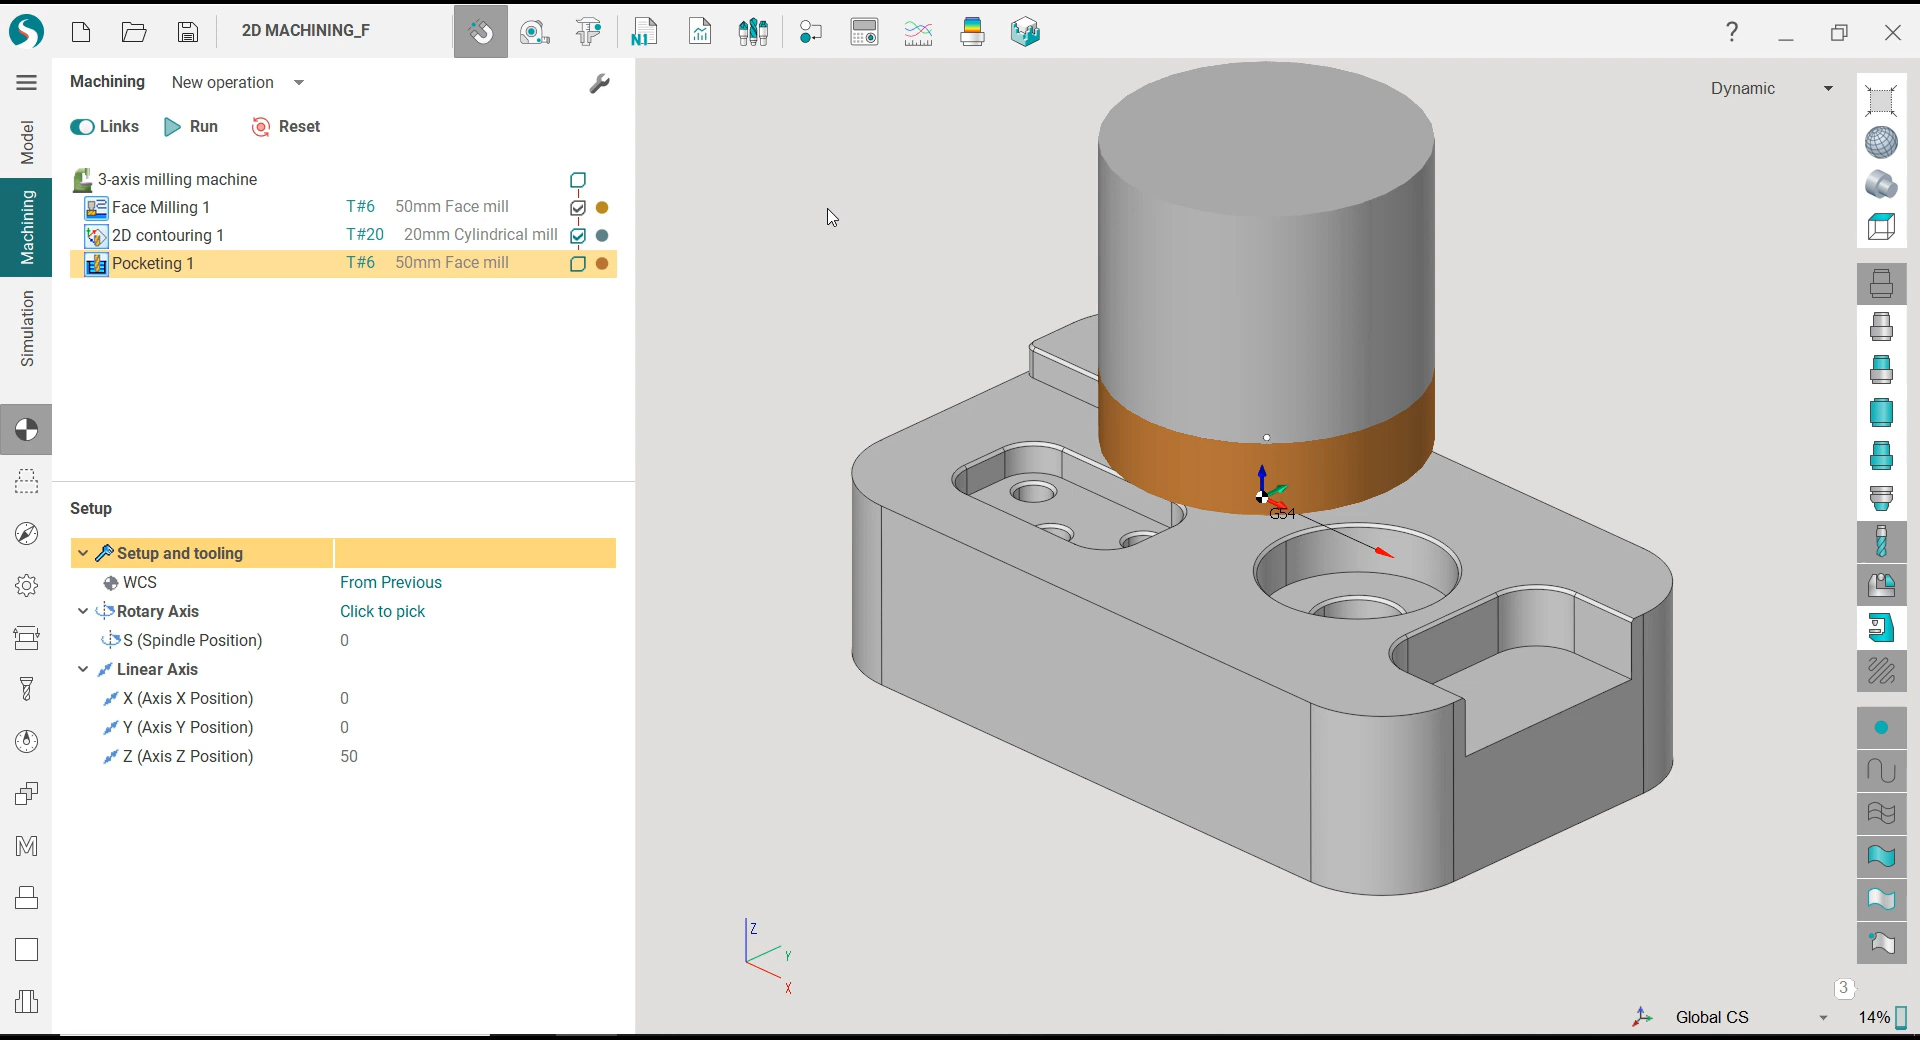 2D MACHINING_F
N1
?
Machining New operation
Dynamic
Links Run Reset
Model
Machining
Simulation
3-axis milling machine
Face Milling 1 T#6 50mm Face mill
2D contouring 1 T#20 20mm Cylindrical mill
Pocketing 1 T#6 50mm Face mill
G54
Setup
Setup and tooling
WCS From Previous
Rotary Axis Click to pick
S (Spindle Position) 0
Linear Axis
X (Axis X Position) 0
Y (Axis Y Position) 0
Z (Axis Z Position) 50
M
Z
Y
X
3
Global CS 14%